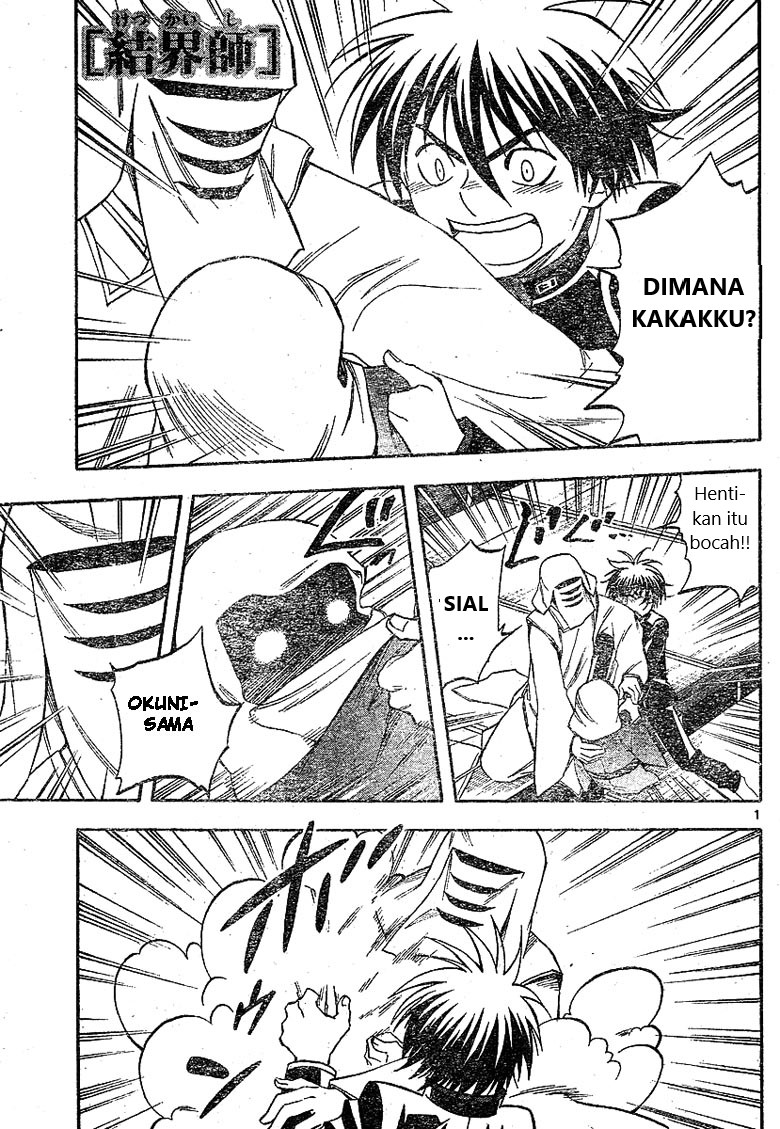 けっかいし
[結界師]
DIMANA
KAKAKKU?
Henti-
kan itu
bocah!!
SIAL
...
OKUNI-
SAMA
1